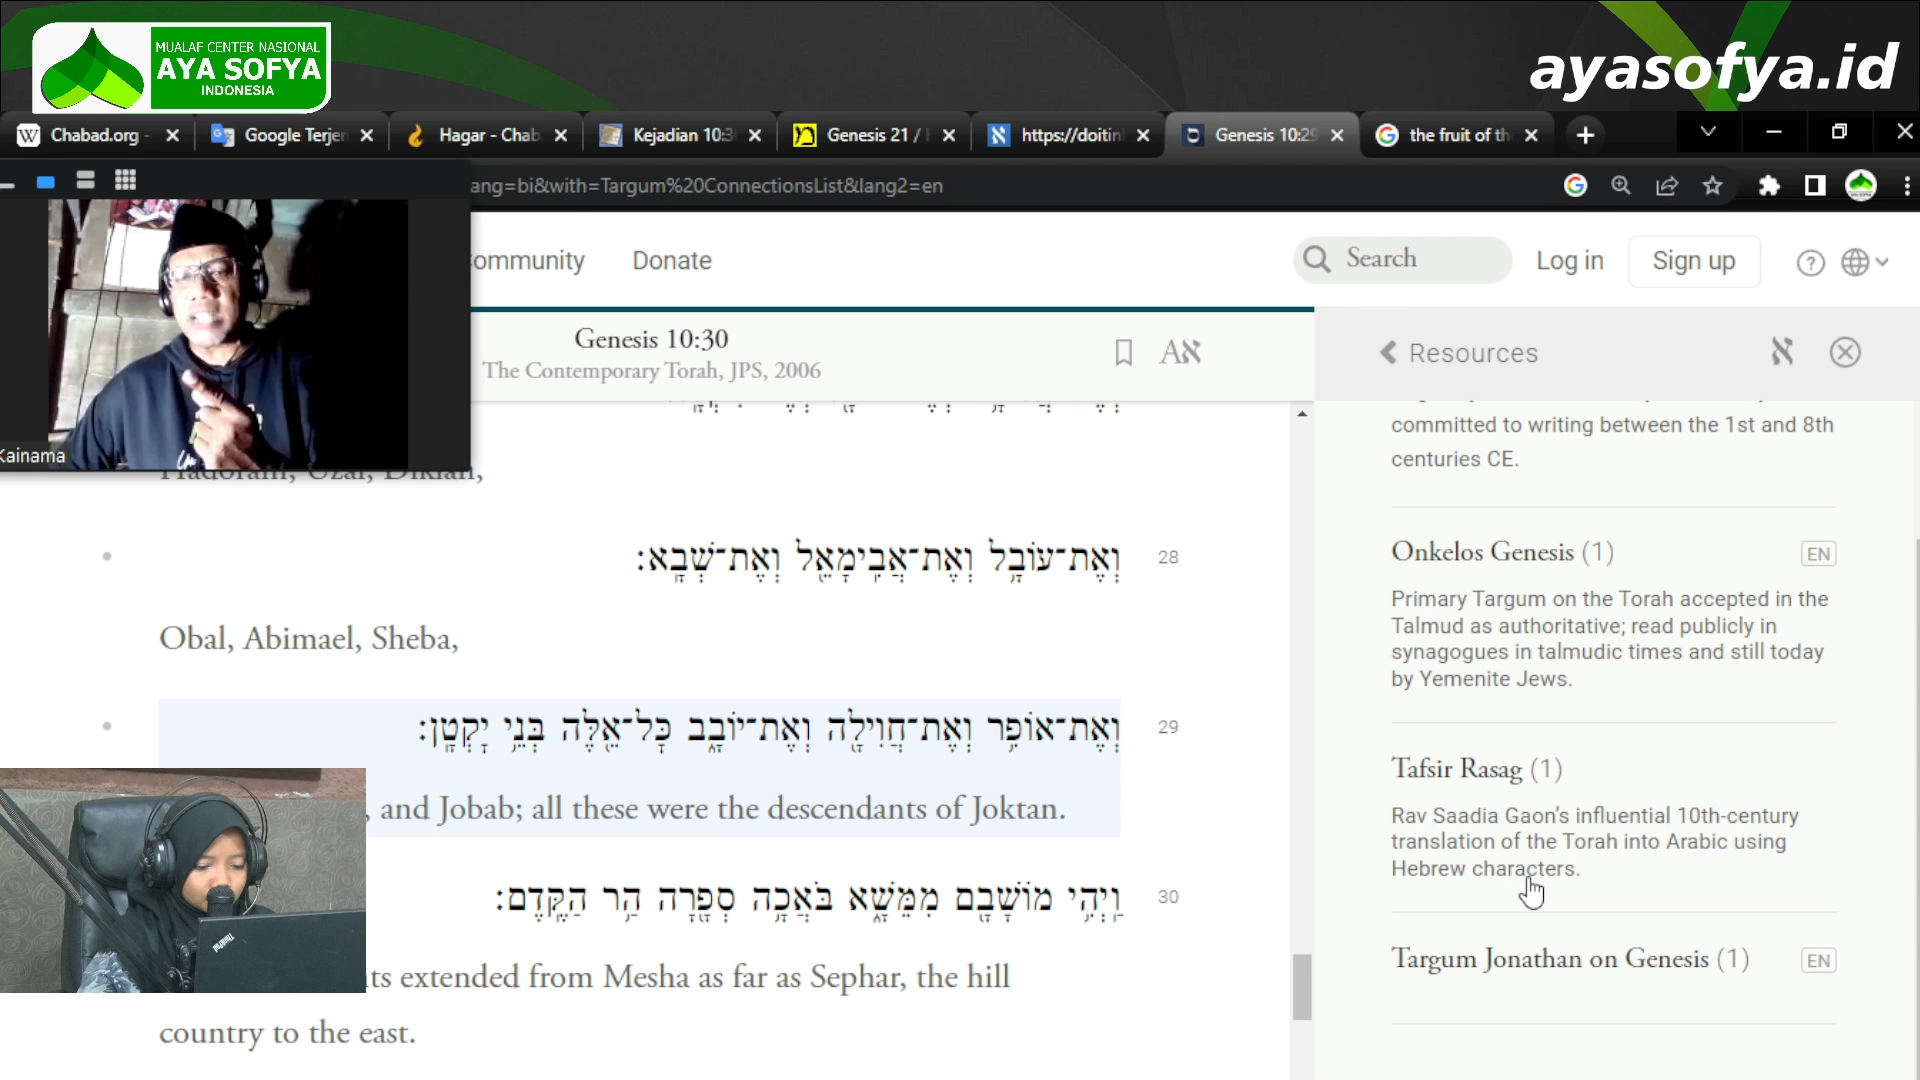 MUALAF CENTER NASIONAL
AYA SOFYA
INDONESIA
ayasofya.id
Chabad.org -
Google Terjem
Hagar - Chab
Kejadian 10:3
Genesis 21 /
https://doitin
Genesis 10:29
the fruit of th
ang=bi&with=Targum%20ConnectionsList&lang2=en
ommunity
Donate
Search
Log in
Sign up
Genesis 10:30
The Contemporary Torah, JPS, 2006
Resources
Kainama
Hadoram, Uzal, Diklah,
וְאֶת־עוֹבָ֥ל וְאֶת־אֲבִֽימָאֵ֖ל וְאֶת־שְׁבָֽא׃
28
Obal, Abimael, Sheba,
וְאֶת־אוֹפִ֥ר וְאֶת־חֲוִילָ֖ה וְאֶת־יוֹבָ֑ב כׇּל־אֵ֖לֶּה בְּנֵ֥י יׇקְטָֽן׃
29
, and Jobab; all these were the descendants of Joktan.
וַֽיְהִ֥י מוֹשָׁבָ֖ם מִמֵּשָׁ֑א בֹּאֲכָ֥ה סְפָ֖רָה הַ֥ר הַקֶּֽדֶם׃
30
ts extended from Mesha as far as Sephar, the hill
country to the east.
committed to writing between the 1st and 8th
centuries CE.
Onkelos Genesis (1)
EN
Primary Targum on the Torah accepted in the
Talmud as authoritative; read publicly in
synagogues in talmudic times and still today
by Yemenite Jews.
Tafsir Rasag (1)
Rav Saadia Gaon’s influential 10th-century
translation of the Torah into Arabic using
Hebrew characters.
Targum Jonathan on Genesis (1)
EN
ThinkPad